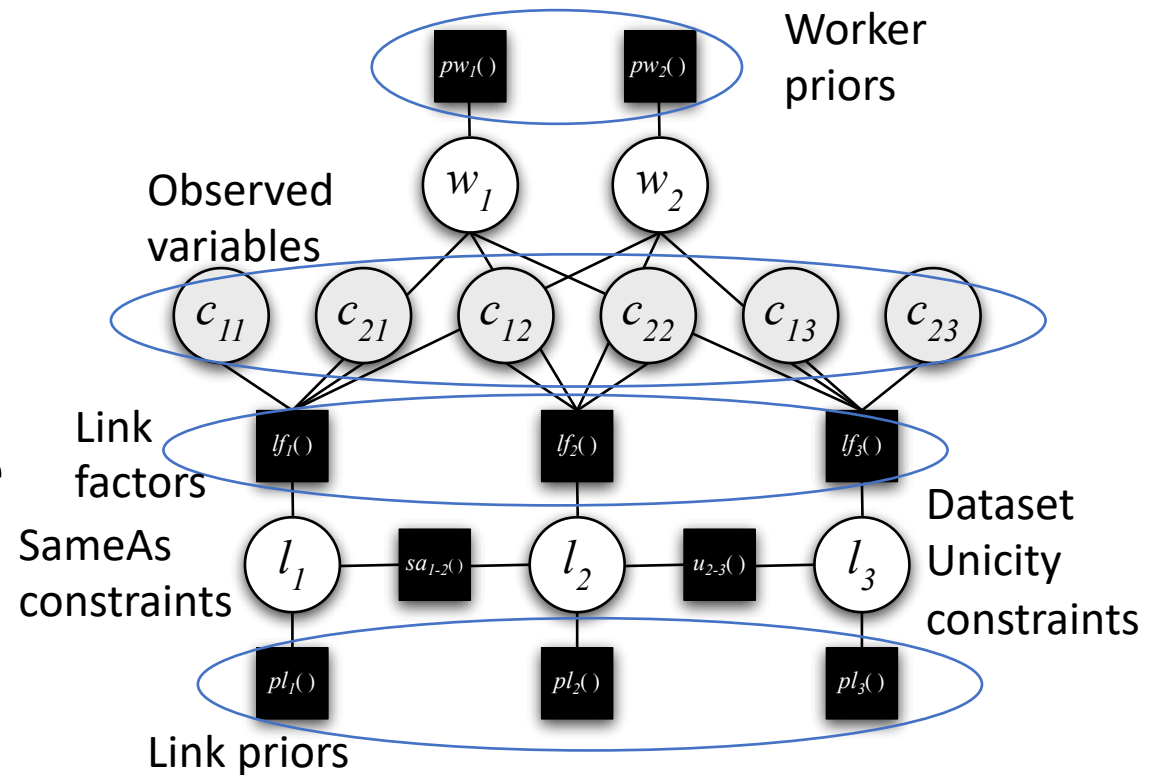 pw1() pw2() Worker
priors
w1 w2
Observed
variables
c11 c21 c12 c22 c13 c23
Link
factors
lf1() lf2() lf3()
SameAs
constraints
l1 sa1-2() l2 u2-3() l3
Dataset
Unicity
constraints
pl1() pl2() pl3()
Link priors